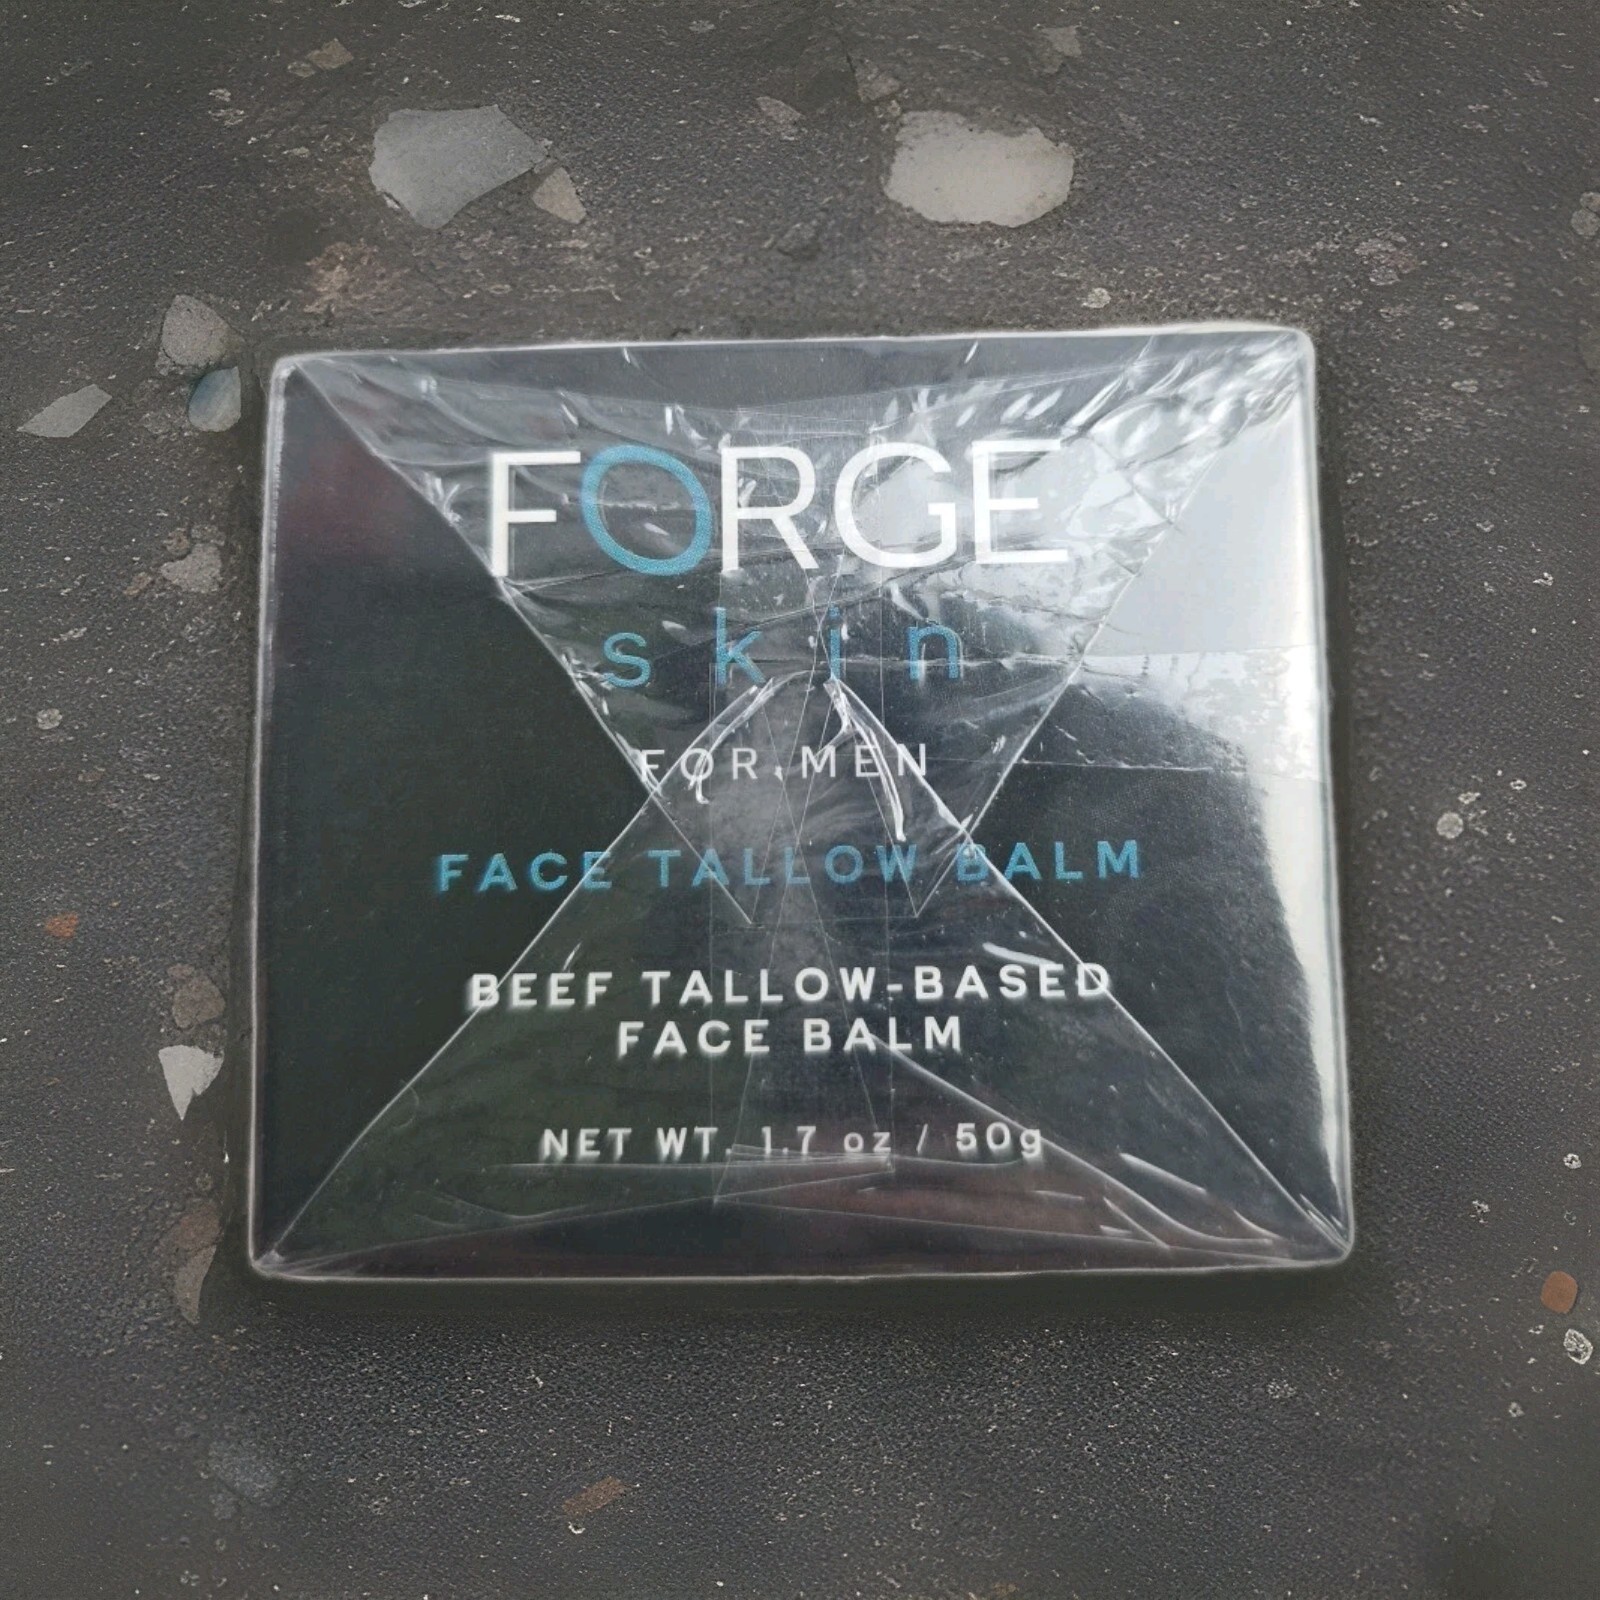 FORGE
skin
FOR MEN
FACE TALLOW BALM
BEEF TALLOW-BASED
FACE BALM
NET WT. 1.7 oz / 50g